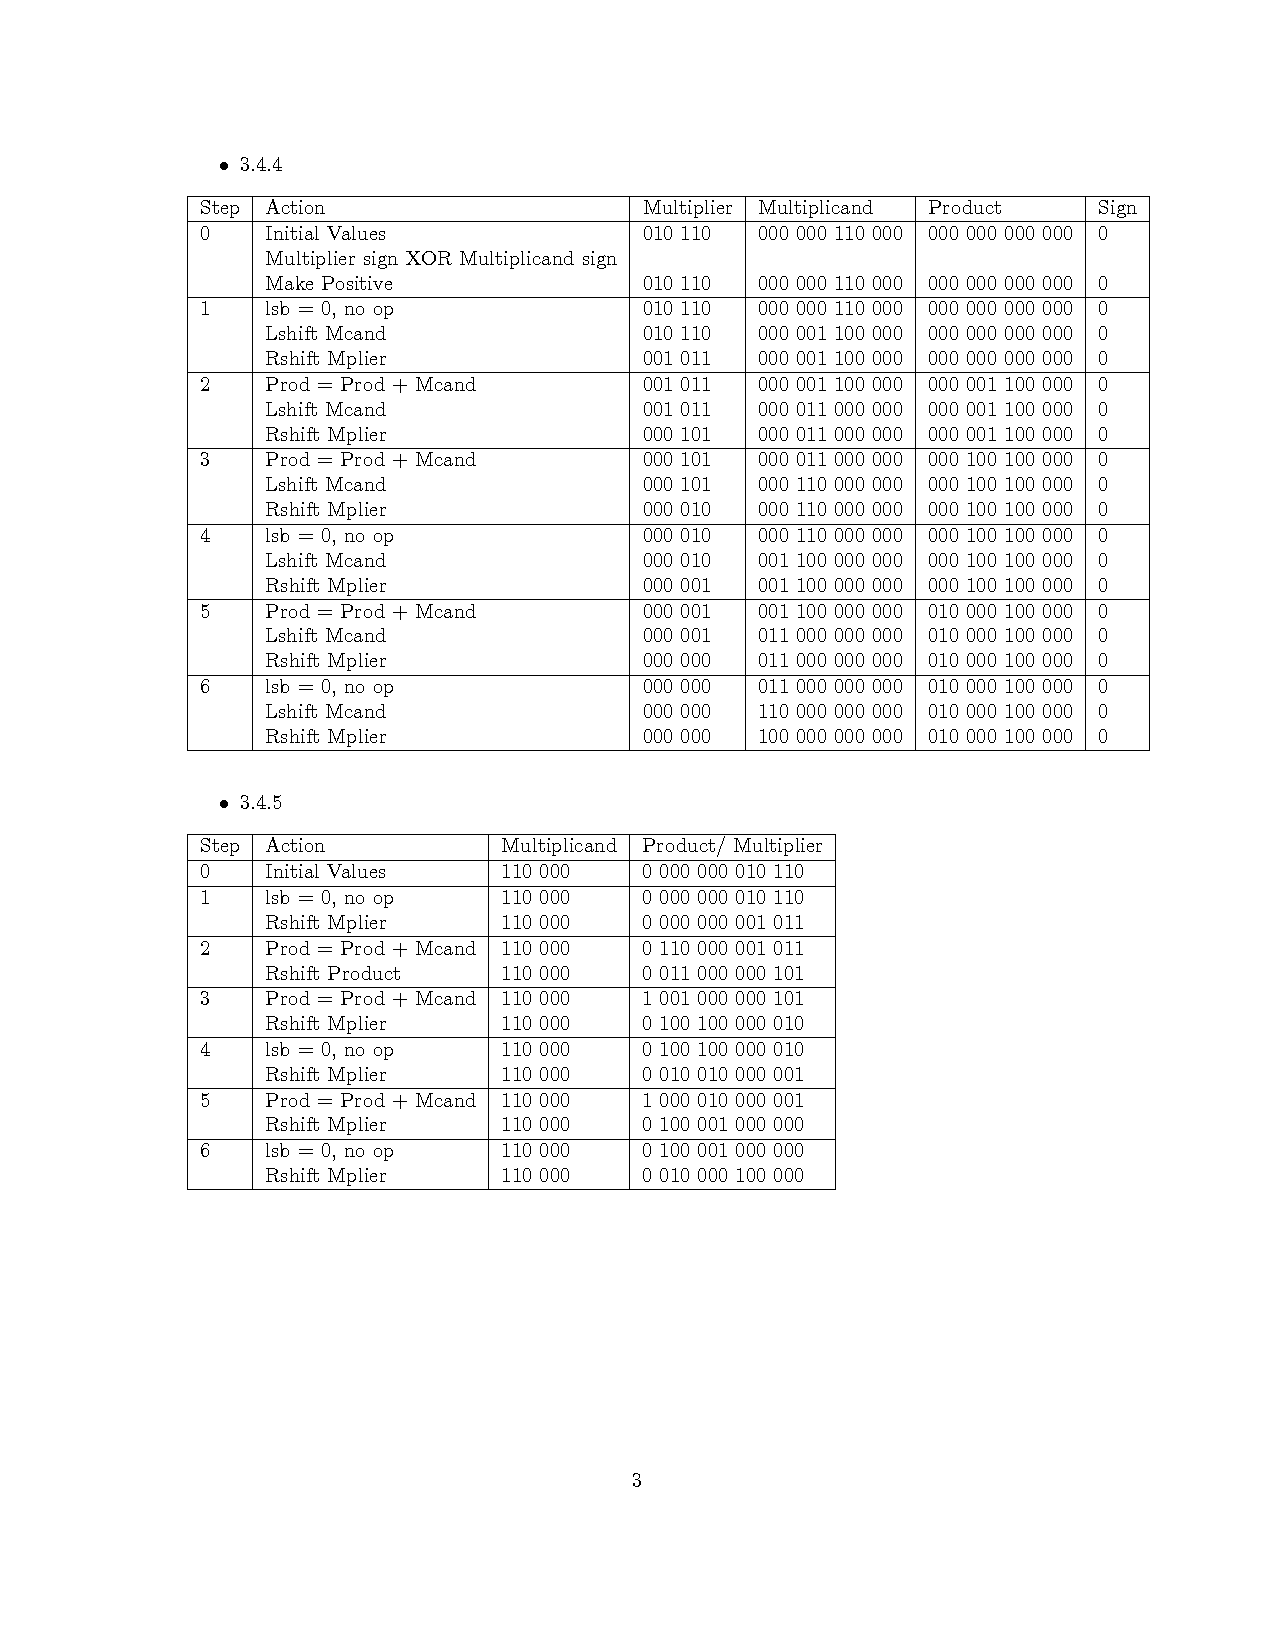 • 3.4.4
Step Action Multiplier Multiplicand Product Sign
0 Initial Values 010 110 000 000 110 000 000 000 000 000 0
Multiplier sign XOR Multiplicand sign
Make Positive 010 110 000 000 110 000 000 000 000 000 0
1 lsb = 0, no op 010 110 000 000 110 000 000 000 000 000 0
Lshift Mcand 010 110 000 001 100 000 000 000 000 000 0
Rshift Mplier 001 011 000 001 100 000 000 000 000 000 0
2 Prod = Prod + Mcand 001 011 000 001 100 000 000 001 100 000 0
Lshift Mcand 001 011 000 011 000 000 000 001 100 000 0
Rshift Mplier 000 101 000 011 000 000 000 001 100 000 0
3 Prod = Prod + Mcand 000 101 000 011 000 000 000 100 100 000 0
Lshift Mcand 000 101 000 110 000 000 000 100 100 000 0
Rshift Mplier 000 010 000 110 000 000 000 100 100 000 0
4 lsb = 0, no op 000 010 000 110 000 000 000 100 100 000 0
Lshift Mcand 000 010 001 100 000 000 000 100 100 000 0
Rshift Mplier 000 001 001 100 000 000 000 100 100 000 0
5 Prod = Prod + Mcand 000 001 001 100 000 000 010 000 100 000 0
Lshift Mcand 000 001 011 000 000 000 010 000 100 000 0
Rshift Mplier 000 000 011 000 000 000 010 000 100 000 0
6 lsb = 0, no op 000 000 011 000 000 000 010 000 100 000 0
Lshift Mcand 000 000 110 000 000 000 010 000 100 000 0
Rshift Mplier 000 000 100 000 000 000 010 000 100 000 0
• 3.4.5
Step Action Multiplicand Product/ Multiplier
0 Initial Values 110 000 0 000 000 010 110
1 lsb = 0, no op 110 000 0 000 000 010 110
Rshift Mplier 110 000 0 000 000 001 011
2 Prod = Prod + Mcand 110 000 0 110 000 001 011
Rshift Product 110 000 0 011 000 000 101
3 Prod = Prod + Mcand 110 000 1 001 000 000 101
Rshift Mplier 110 000 0 100 100 000 010
4 lsb = 0, no op 110 000 0 100 100 000 010
Rshift Mplier 110 000 0 010 010 000 001
5 Prod = Prod + Mcand 110 000 1 000 010 000 001
Rshift Mplier 110 000 0 100 001 000 000
6 lsb = 0, no op 110 000 0 100 001 000 000
Rshift Mplier 110 000 0 010 000 100 000
3